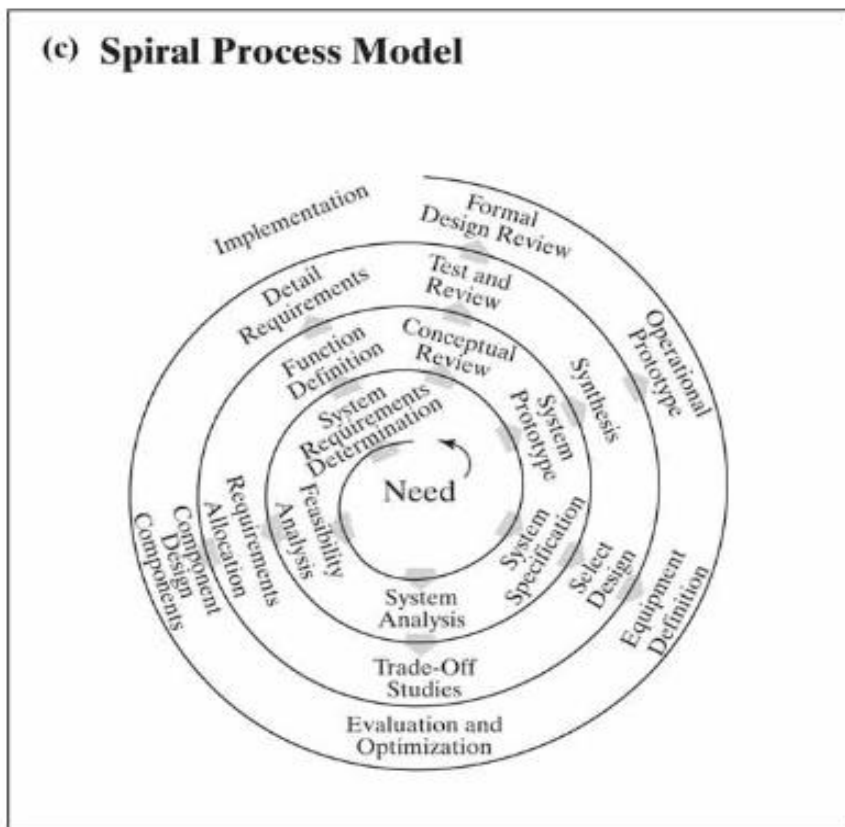 (c) Spiral Process Model
Implementation
Formal
Design Review
Detail
Requirements
Test and
Review
Operational
Prototype
Function
Definition
Conceptual
Review
Synthesis
System
Requirements
Determination
System
Prototype
Need
Feasibility
Analysis
Requirements
Allocation
Component
Design
Components
System
Specification
Select
Design
Equipment
Definition
System
Analysis
Trade-Off
Studies
Evaluation and
Optimization